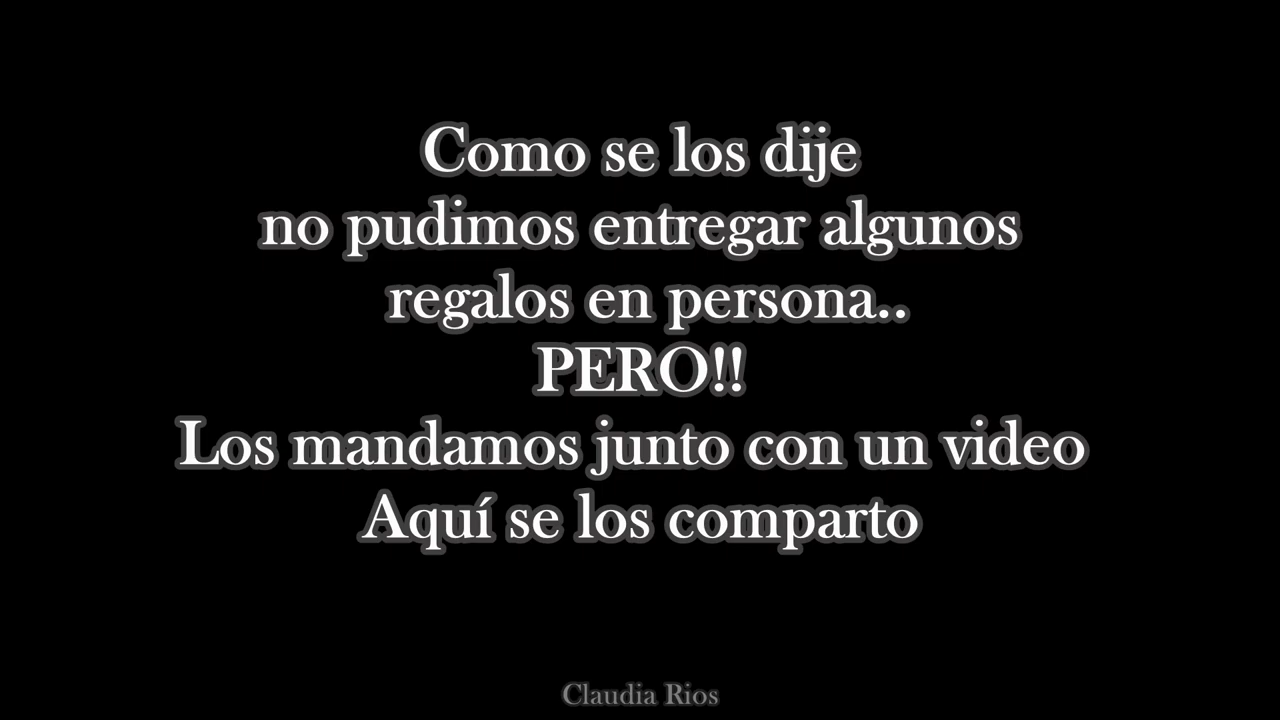 Como se los dije
no pudimos entregar algunos
regalos en persona..
PERO!!
Los mandamos junto con un video
Aquí se los comparto
Claudia Rios